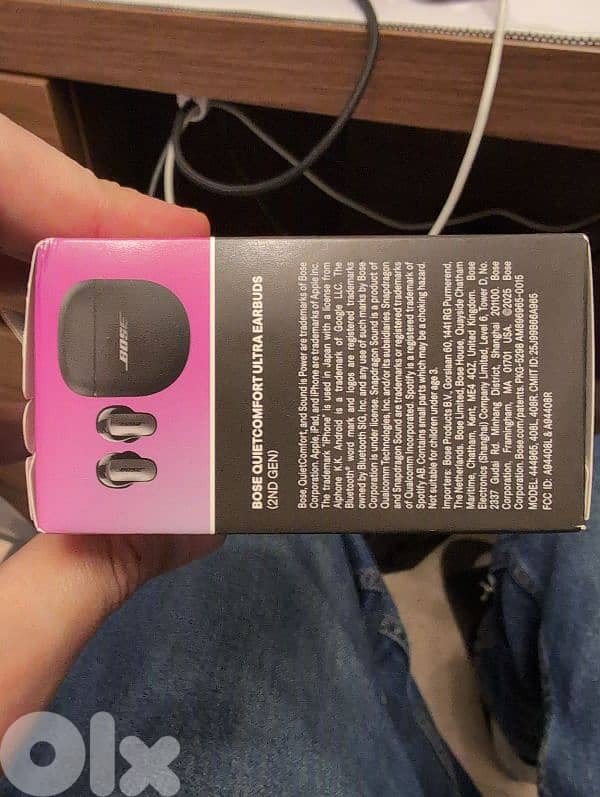 BOSE
BOSE QUIETCOMFORT ULTRA EARBUDS
(2ND GEN)
Bose, QuietComfort, and Sound is Power are trademarks of Bose
Corporation. Apple, iPad, and iPhone are trademarks of Apple Inc.
The trademark "iPhone" is used in Japan with a license from
Aiphone K.K. Android is a trademark of Google LLC. The
Bluetooth® word mark and logos are registered trademarks
owned by Bluetooth SIG, Inc. and any use of such marks by Bose
Corporation is under license. Snapdragon Sound is a product of
Qualcomm Technologies, Inc. and/or its subsidiaries. Snapdragon
and Snapdragon Sound are trademarks or registered trademarks
of Qualcomm Incorporated. Spotify is a registered trademark of
Spotify AB. Contains small parts which may be a choking hazard.
Not suitable for children under age 3.
Importers: Bose Products B.V., Gorslaan 60, 1441 RG Purmerend,
The Netherlands. Bose Limited, Bose House, Quayside Chatham
Maritime, Chatham, Kent, ME4 4QZ, United Kingdom. Bose
Electronics (Shanghai) Company Limited, Level 6, Tower D, No.
2337 Gudai Rd. Minhang District, Shanghai 201100. Bose
Corporation, Framingham, MA 01701 USA. ©2025 Bose
Corporation. Bose.com/patents. PKG-5296 AM896965-0015
MODEL: 444865, 408L, 408R. CMIIT ID: 25J99B66A985
FCC ID: A94408L & A94408R
olx